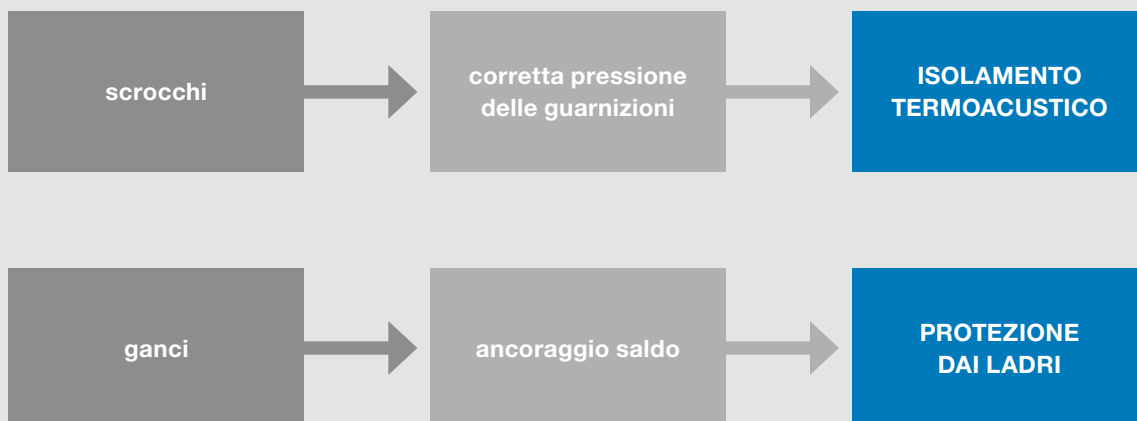 scrocchi
corretta pressione
delle guarnizioni
ISOLAMENTO
TERMOACUSTICO
ganci
ancoraggio saldo
PROTEZIONE
DAI LADRI